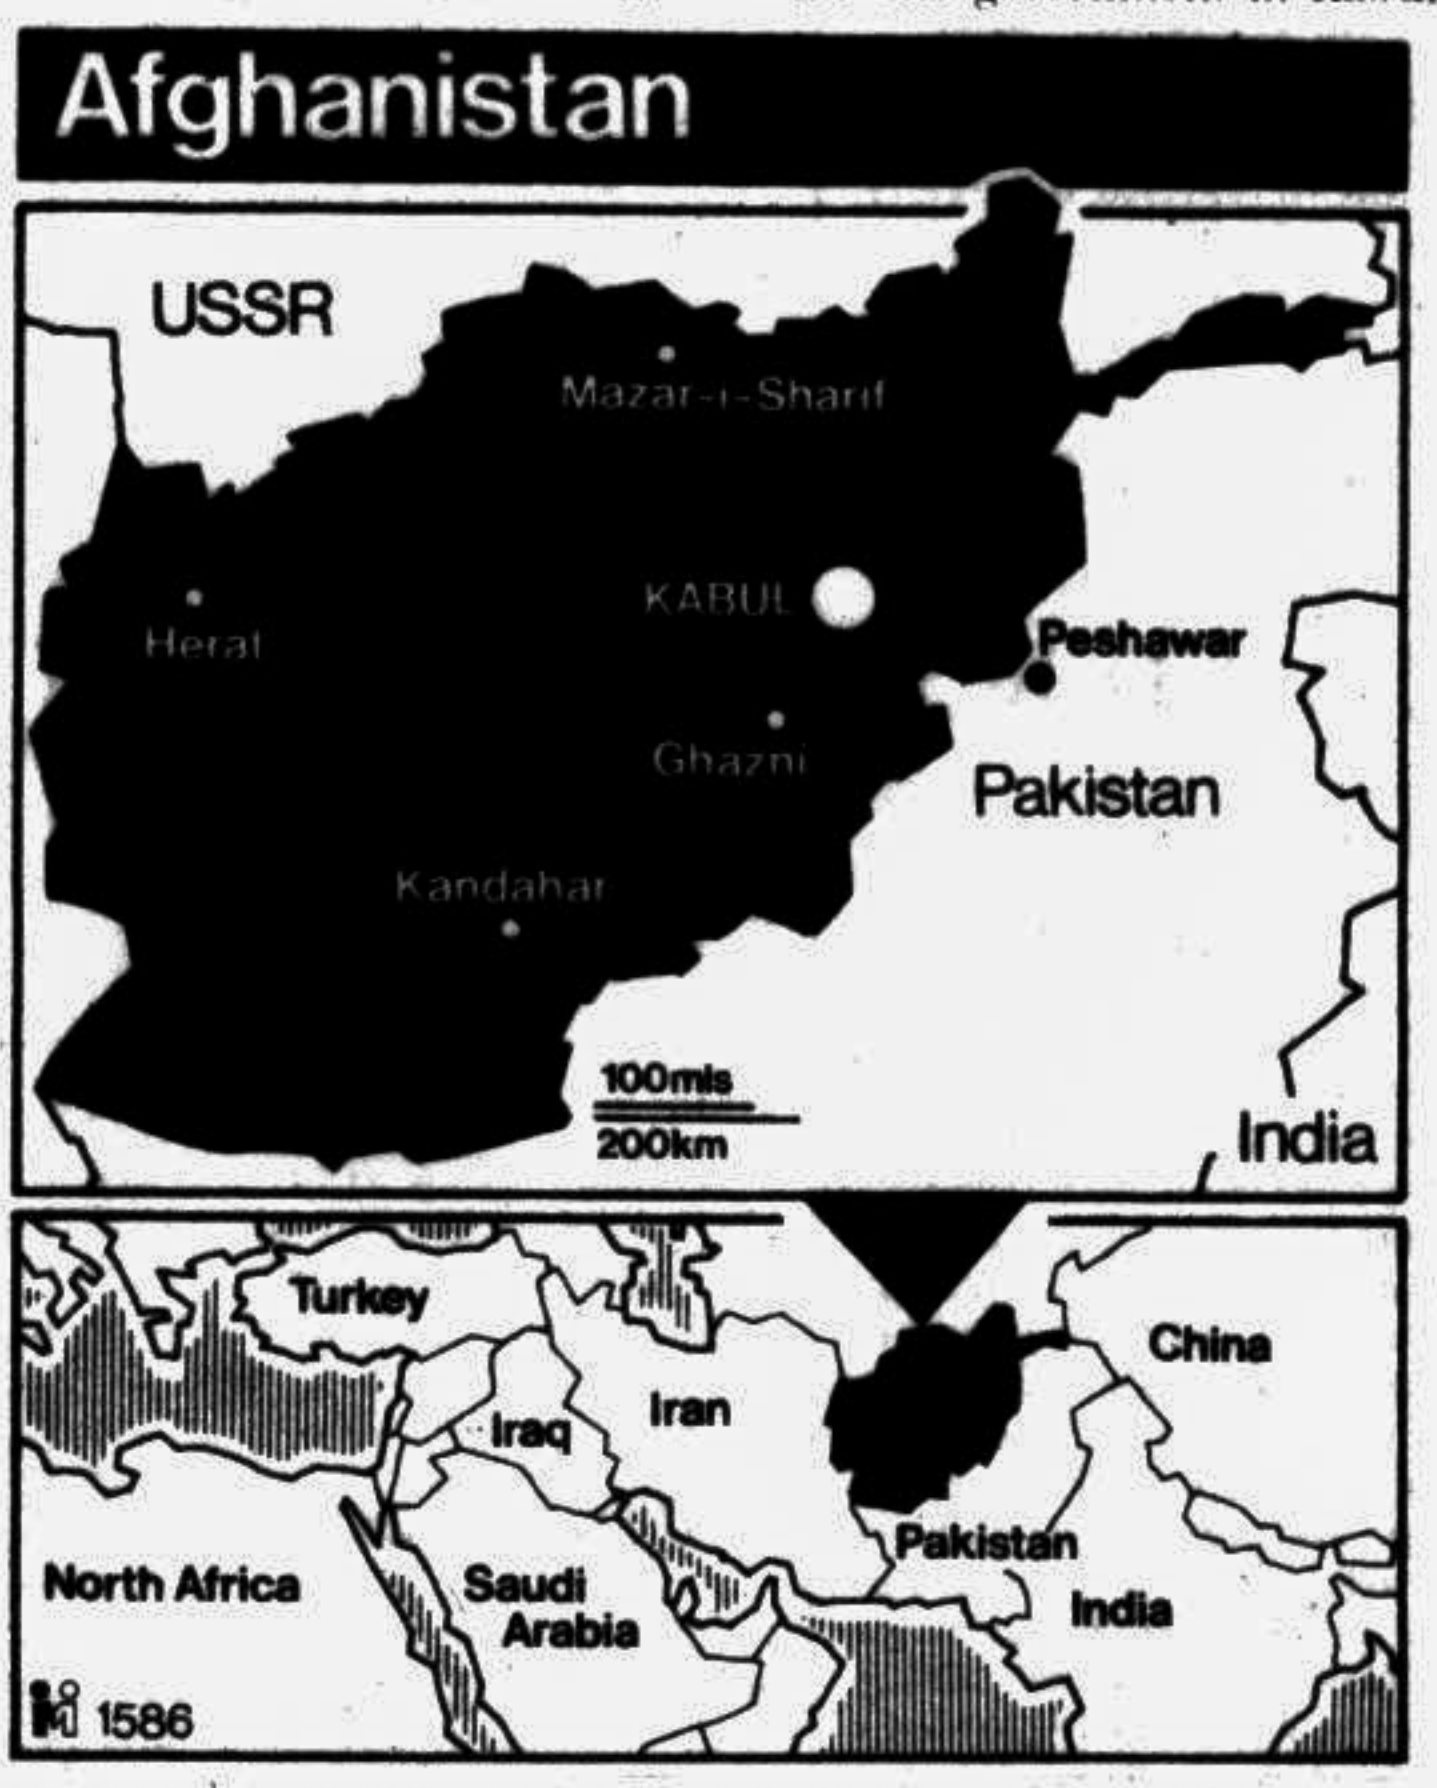 Afghanistan
USSR
Mazar-i-Sharif
KABUL
Herat
Peshawar
Ghazni
Pakistan
Kandahar
100mls
200km
India
Turkey
China
Iran
Iraq
Pakistan
North Africa
Saudi
Arabia
India
1586